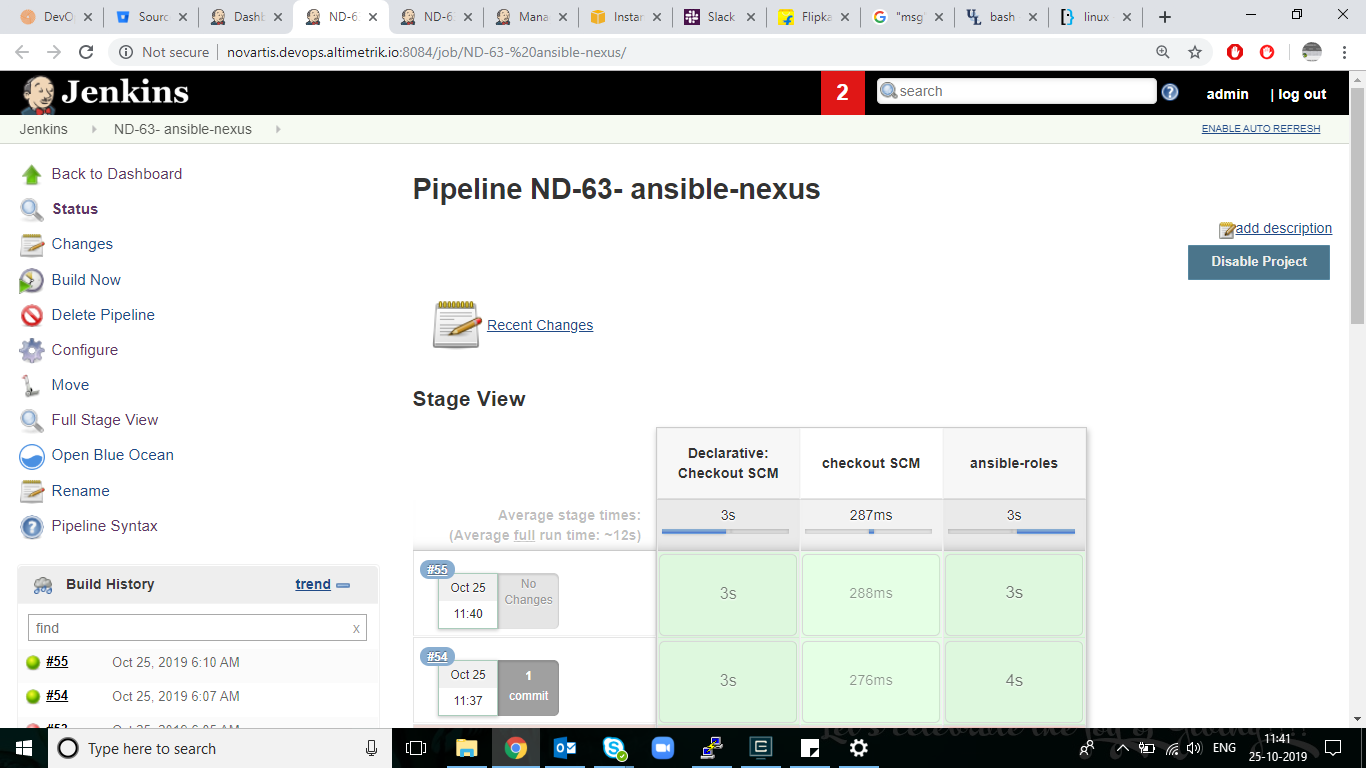 DevO
Sourc
Dashb
ND-6
ND-6
Mana
Instan
Slack
Flipka
"msg"
bash
linux
Not secure
novartis.devops.altimetrik.io:8084/job/ND-63-%20ansible-nexus/
Jenkins
2
search
admin
| log out
Jenkins
ND-63- ansible-nexus
ENABLE AUTO REFRESH
Back to Dashboard
Status
Changes
Build Now
Delete Pipeline
Configure
Move
Full Stage View
Open Blue Ocean
Rename
Pipeline Syntax
Build History
trend
find
x
#55
Oct 25, 2019 6:10 AM
#54
Oct 25, 2019 6:07 AM
Pipeline ND-63- ansible-nexus
add description
Disable Project
Recent Changes
Stage View
Declarative:
Checkout SCM
checkout SCM
ansible-roles
Average stage times:
(Average full run time: ~12s)
3s
287ms
3s
#55
Oct 25
11:40
No
Changes
3s
288ms
3s
#54
Oct 25
11:37
1
commit
3s
276ms
4s
Type here to search
ENG
11:41
25-10-2019